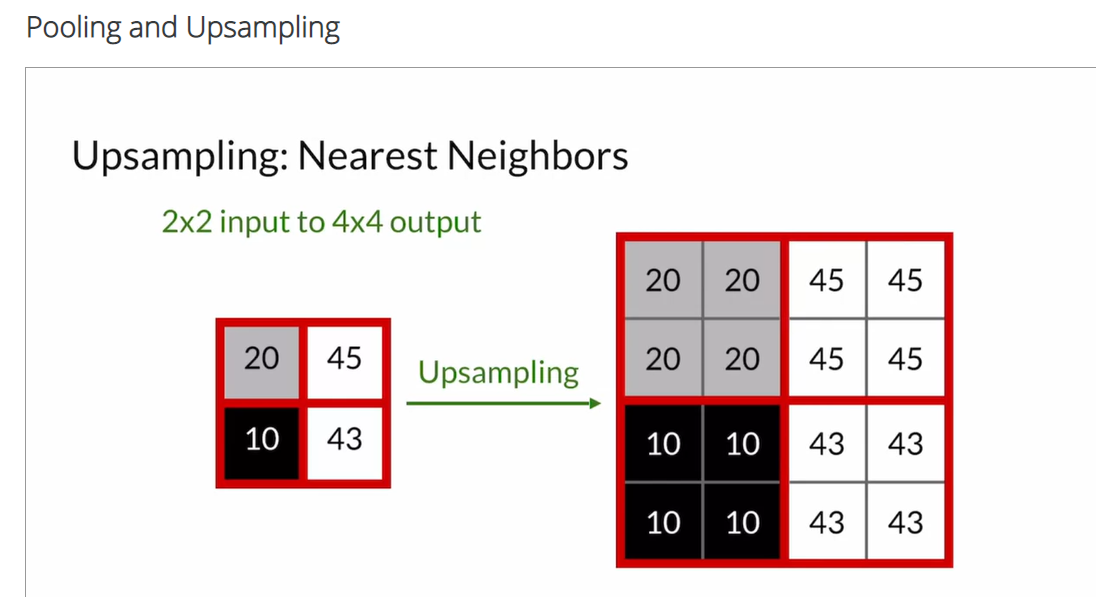 Pooling and Upsampling
Upsampling: Nearest Neighbors
2x2 input to 4x4 output
20 45
10 43
Upsampling
20 20 45 45
20 20 45 45
10 10 43 43
10 10 43 43